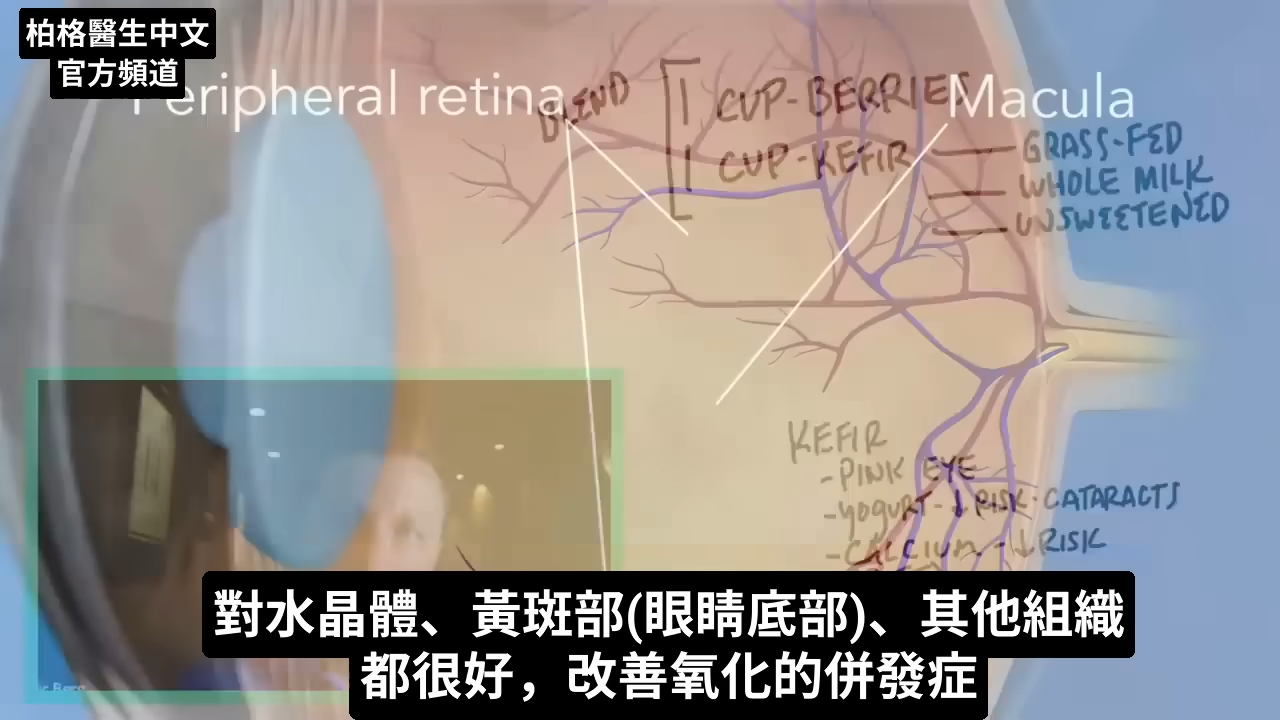 柏格醫生中文
官方頻道
Peripheral retina
Macula
BLEND
1 CUP-BERRIES
1 CUP-KEFIR
GRASS-FED
WHOLE MILK
UNSWEETENED
KEFIR
-PINK EYE
-YOGURT-↓RISK-CATARACTS
-CALCIUM-↓RISK
對水晶體、黃斑部(眼睛底部)、其他組織
都很好，改善氧化的併發症